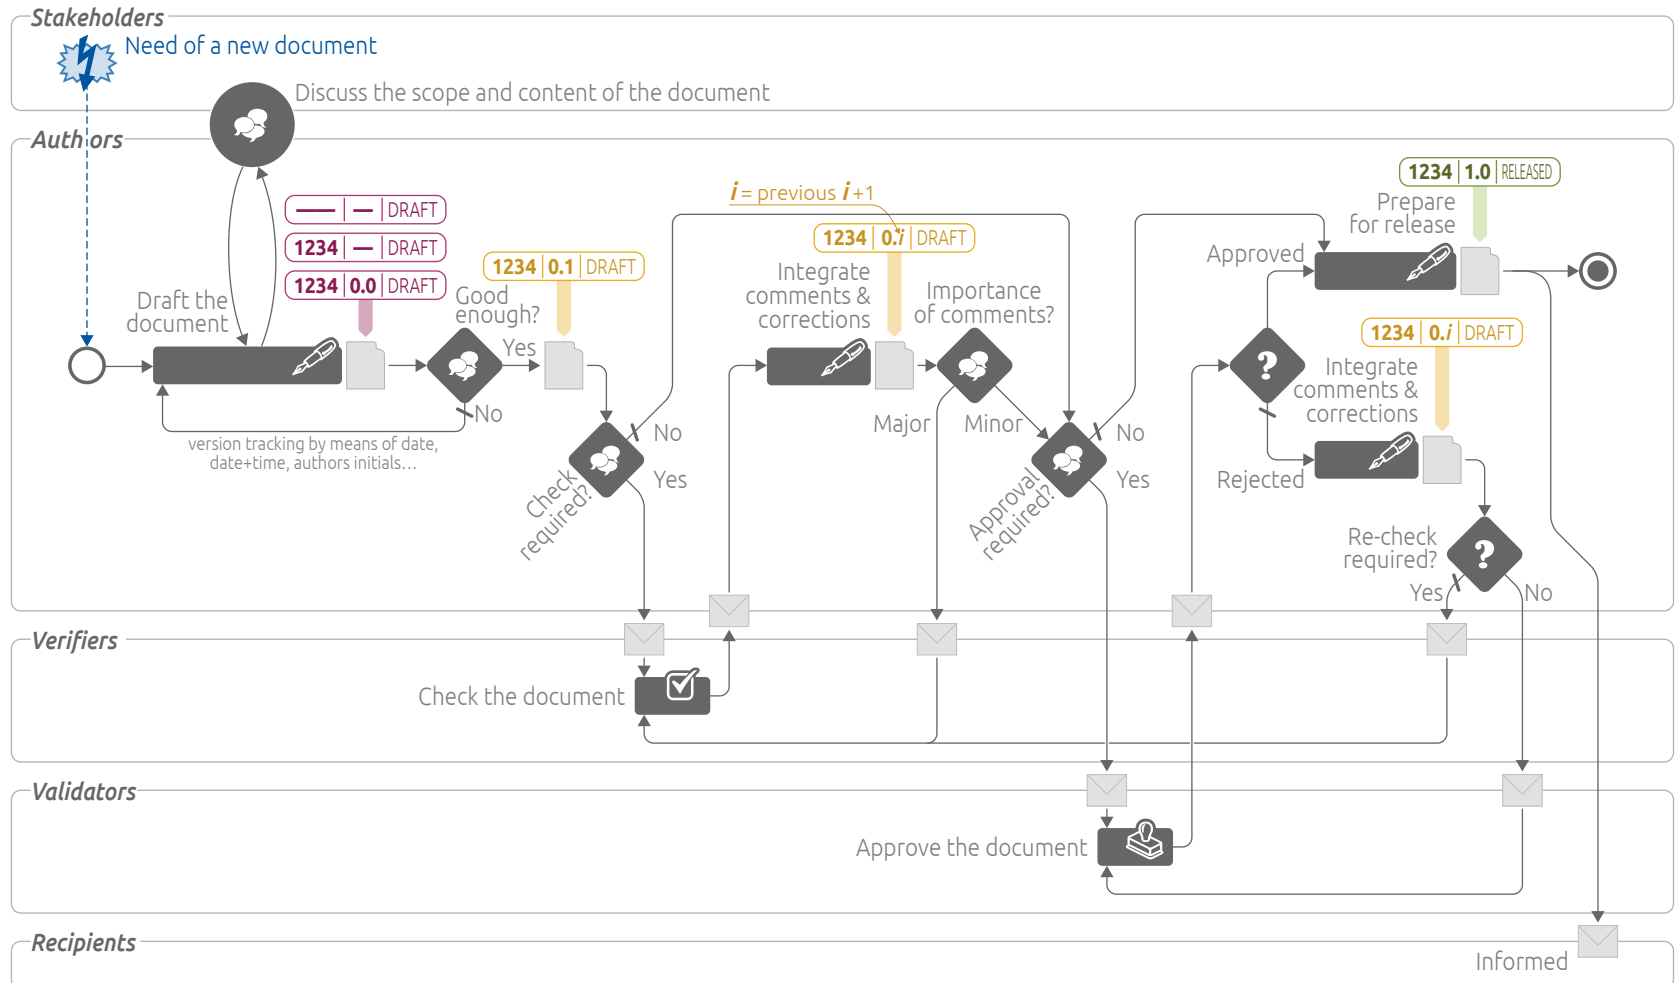 Stakeholders
Need of a new document
Discuss the scope and content of the document
Authors
— | — | DRAFT
1234 | — | DRAFT
1234 | 0.0 | DRAFT
Draft the
document
Good
enough?
Yes
No
version tracking by means of date,
date+time, authors initials...
1234 | 0.1 | DRAFT
Check
required?
No
Yes
i = previous i +1
1234 | 0.i | DRAFT
Integrate
comments &
corrections
Importance
of comments?
Major
Minor
Approval
required?
No
Yes
1234 | 1.0 | RELEASED
Prepare
for release
Approved
?
Rejected
1234 | 0.i | DRAFT
Integrate
comments &
corrections
Re-check
required?
?
Yes
No
Verifiers
Check the document
Validators
Approve the document
Recipients
Informed